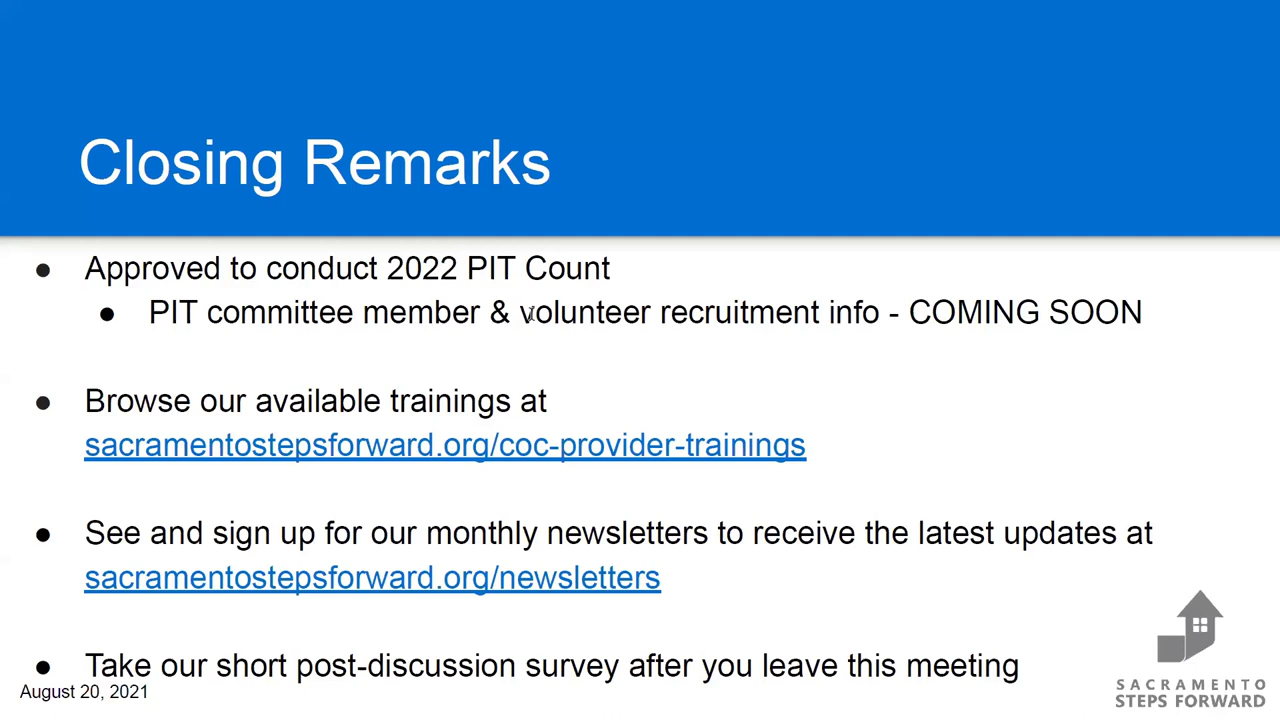 Closing Remarks
● Approved to conduct 2022 PIT Count
● PIT committee member & volunteer recruitment info - COMING SOON
● Browse our available trainings at
sacramentostepsforward.org/coc-provider-trainings
● See and sign up for our monthly newsletters to receive the latest updates at
sacramentostepsforward.org/newsletters
● Take our short post-discussion survey after you leave this meeting
August 20, 2021
SACRAMENTO
STEPS FORWARD